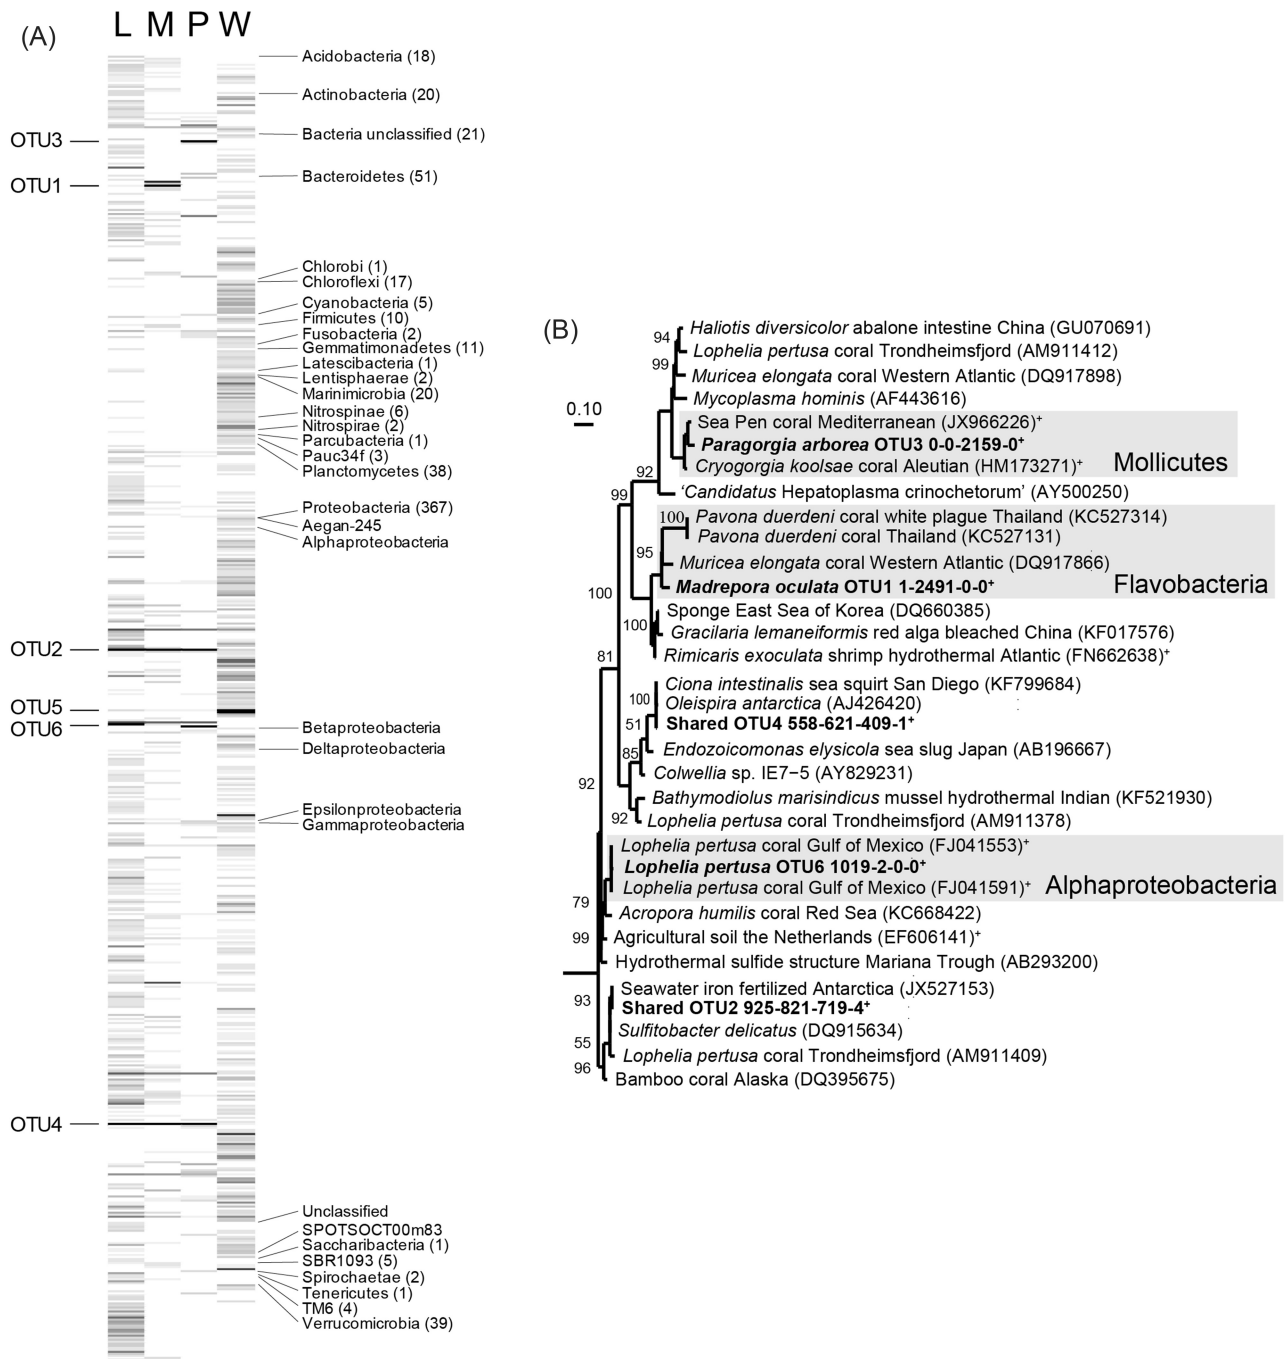 (A)
L M P W
OTU3
OTU1
OTU2
OTU5
OTU6
OTU4
Acidobacteria (18)
Actinobacteria (20)
Bacteria unclassified (21)
Bacteroidetes (51)
Chlorobi (1)
Chloroflexi (17)
Cyanobacteria (5)
Firmicutes (10)
Fusobacteria (2)
Gemmatimonadetes (11)
Latescibacteria (1)
Lentisphaerae (2)
Marinimicrobia (20)
Nitrospinae (6)
Nitrospirae (2)
Parcubacteria (1)
Pauc34f (3)
Planctomycetes (38)
Proteobacteria (367)
Aegan-245
Alphaproteobacteria
Betaproteobacteria
Deltaproteobacteria
Epsilonproteobacteria
Gammaproteobacteria
Unclassified
SPOTSOCT00m83
Saccharibacteria (1)
SBR1093 (5)
Spirochaetae (2)
Tenericutes (1)
TM6 (4)
Verrucomicrobia (39)
(B)
0.10
Haliotis diversicolor abalone intestine China (GU070691)
94
Lophelia pertusa coral Trondheimsfjord (AM911412)
99
Muricea elongata coral Western Atlantic (DQ917898)
Mycoplasma hominis (AF443616)
Sea Pen coral Mediterranean (JX966226)+
Paragorgia arborea OTU3 0-0-2159-0+
Cryogorgia koolsae coral Aleutian (HM173271)+
Mollicutes
92
99
'Candidatus Hepatoplasma crinochetorum' (AY500250)
100
Pavona duerdeni coral white plague Thailand (KC527314)
Pavona duerdeni coral Thailand (KC527131)
95
Muricea elongata coral Western Atlantic (DQ917866)
Madrepora oculata OTU1 1-2491-0-0+
Flavobacteria
100
Sponge East Sea of Korea (DQ660385)
100
Gracilaria lemaneiformis red alga bleached China (KF017576)
Rimicaris exoculata shrimp hydrothermal Atlantic (FN662638)+
81
Ciona intestinalis sea squirt San Diego (KF799684)
100
Oleispira antarctica (AJ426420)
51
Shared OTU4 558-621-409-1+
85
Endozoicomonas elysicola sea slug Japan (AB196667)
Colwellia sp. IE7−5 (AY829231)
92
Bathymodiolus marisindicus mussel hydrothermal Indian (KF521930)
92
Lophelia pertusa coral Trondheimsfjord (AM911378)
Lophelia pertusa coral Gulf of Mexico (FJ041553)+
Lophelia pertusa OTU6 1019-2-0-0+
Lophelia pertusa coral Gulf of Mexico (FJ041591)+
Alphaproteobacteria
79
Acropora humilis coral Red Sea (KC668422)
99
Agricultural soil the Netherlands (EF606141)+
Hydrothermal sulfide structure Mariana Trough (AB293200)
Seawater iron fertilized Antarctica (JX527153)
93
Shared OTU2 925-821-719-4+
Sulfitobacter delicatus (DQ915634)
55
Lophelia pertusa coral Trondheimsfjord (AM911409)
96
Bamboo coral Alaska (DQ395675)